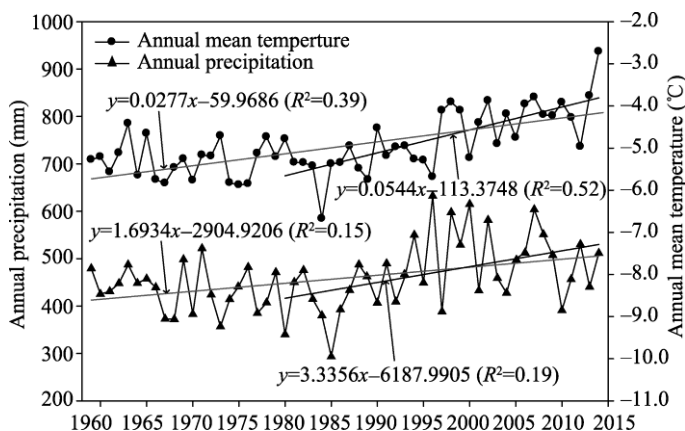 Annual precipitation (mm)
1000
900
800
700
600
500
400
300
200
Annual mean temperture
Annual precipitation
y=0.0277x–59.9686 (R²=0.39)
y=0.0544x–113.3748 (R²=0.52)
y=1.6934x–2904.9206 (R²=0.15)
y=3.3356x–6187.9905 (R²=0.19)
–2.0
–3.0
–4.0
–5.0
–6.0
–7.0
–8.0
–9.0
–10.0
–11.0
Annual mean temperature (℃)
1960 1965 1970 1975 1980 1985 1990 1995 2000 2005 2010 2015